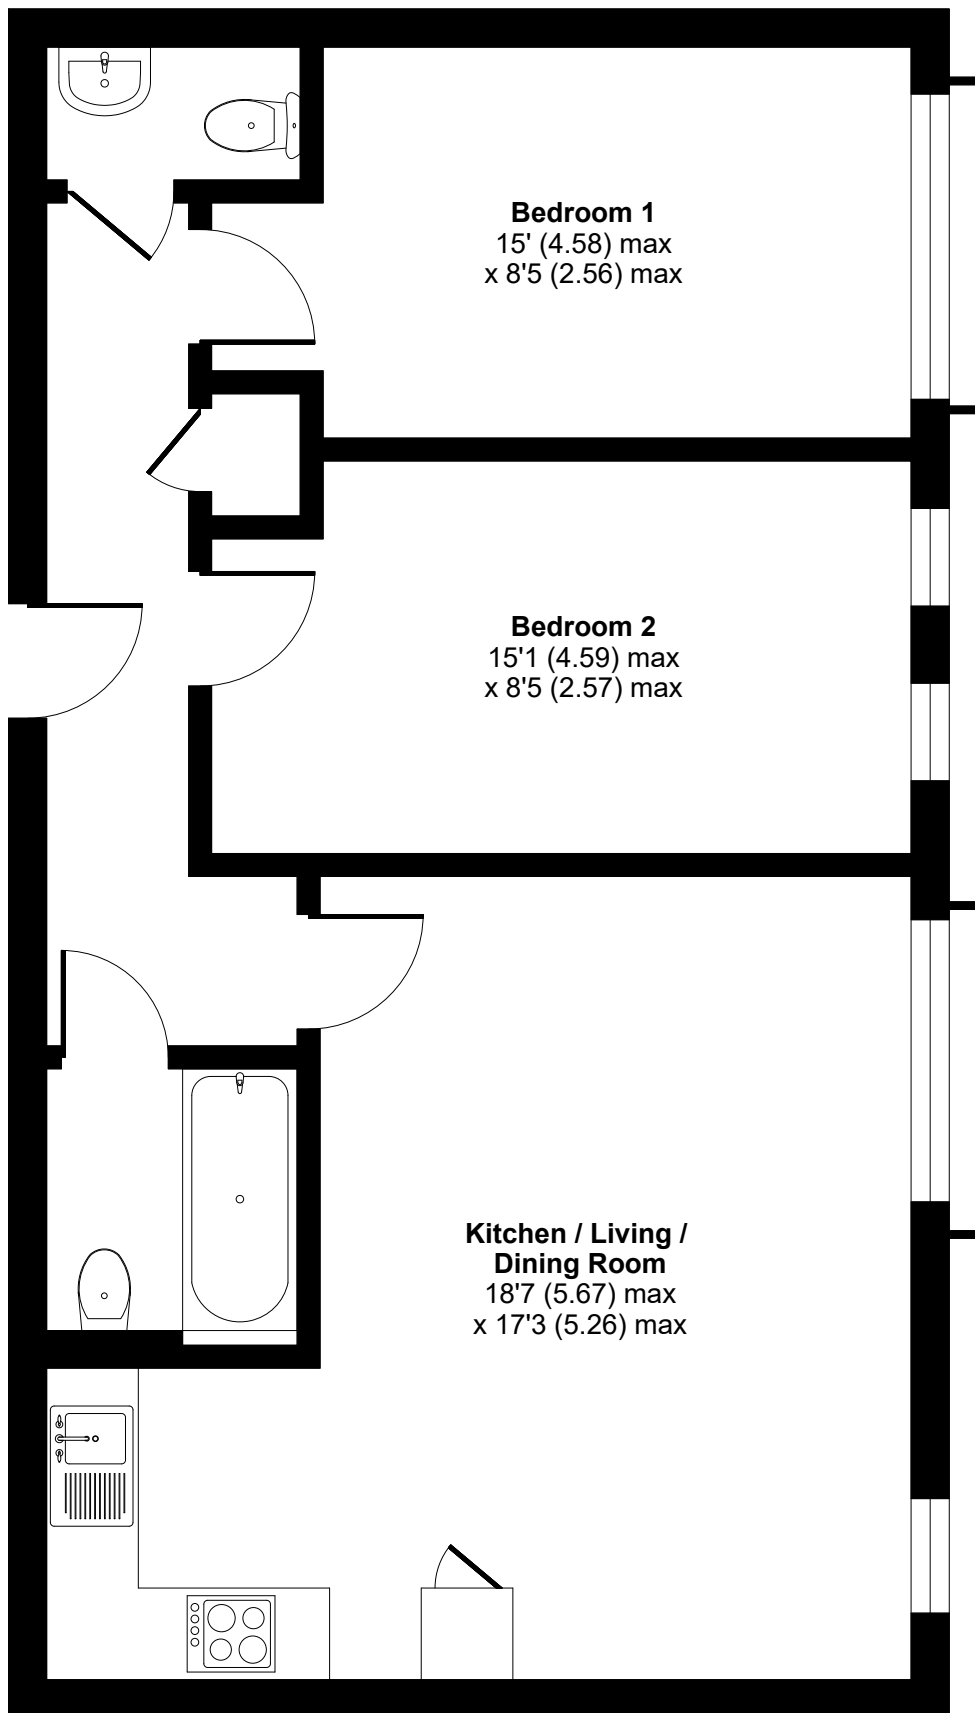 Bedroom 1
15' (4.58) max
x 8'5 (2.56) max
Bedroom 2
15'1 (4.59) max
x 8'5 (2.57) max
Kitchen / Living /
Dining Room
18'7 (5.67) max
x 17'3 (5.26) max